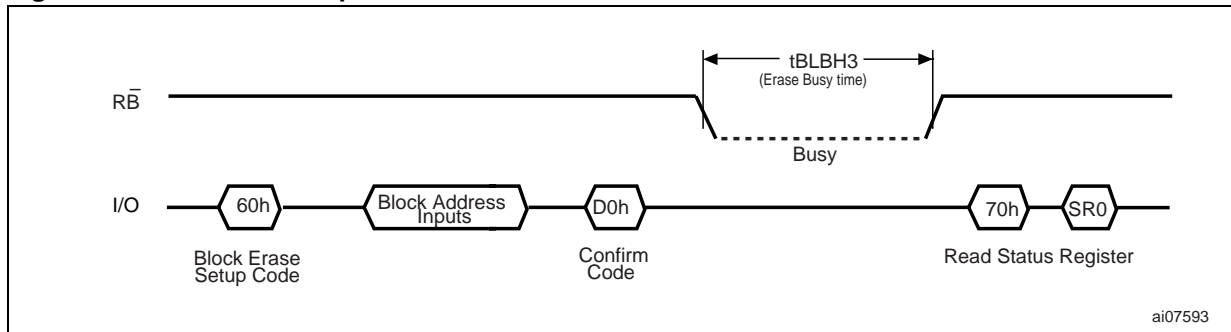 tBLBH3
(Erase Busy time)
RB̅
Busy
I/O
60h
Block Address
Inputs
D0h
70h
SR0
Block Erase
Setup Code
Confirm
Code
Read Status Register
ai07593